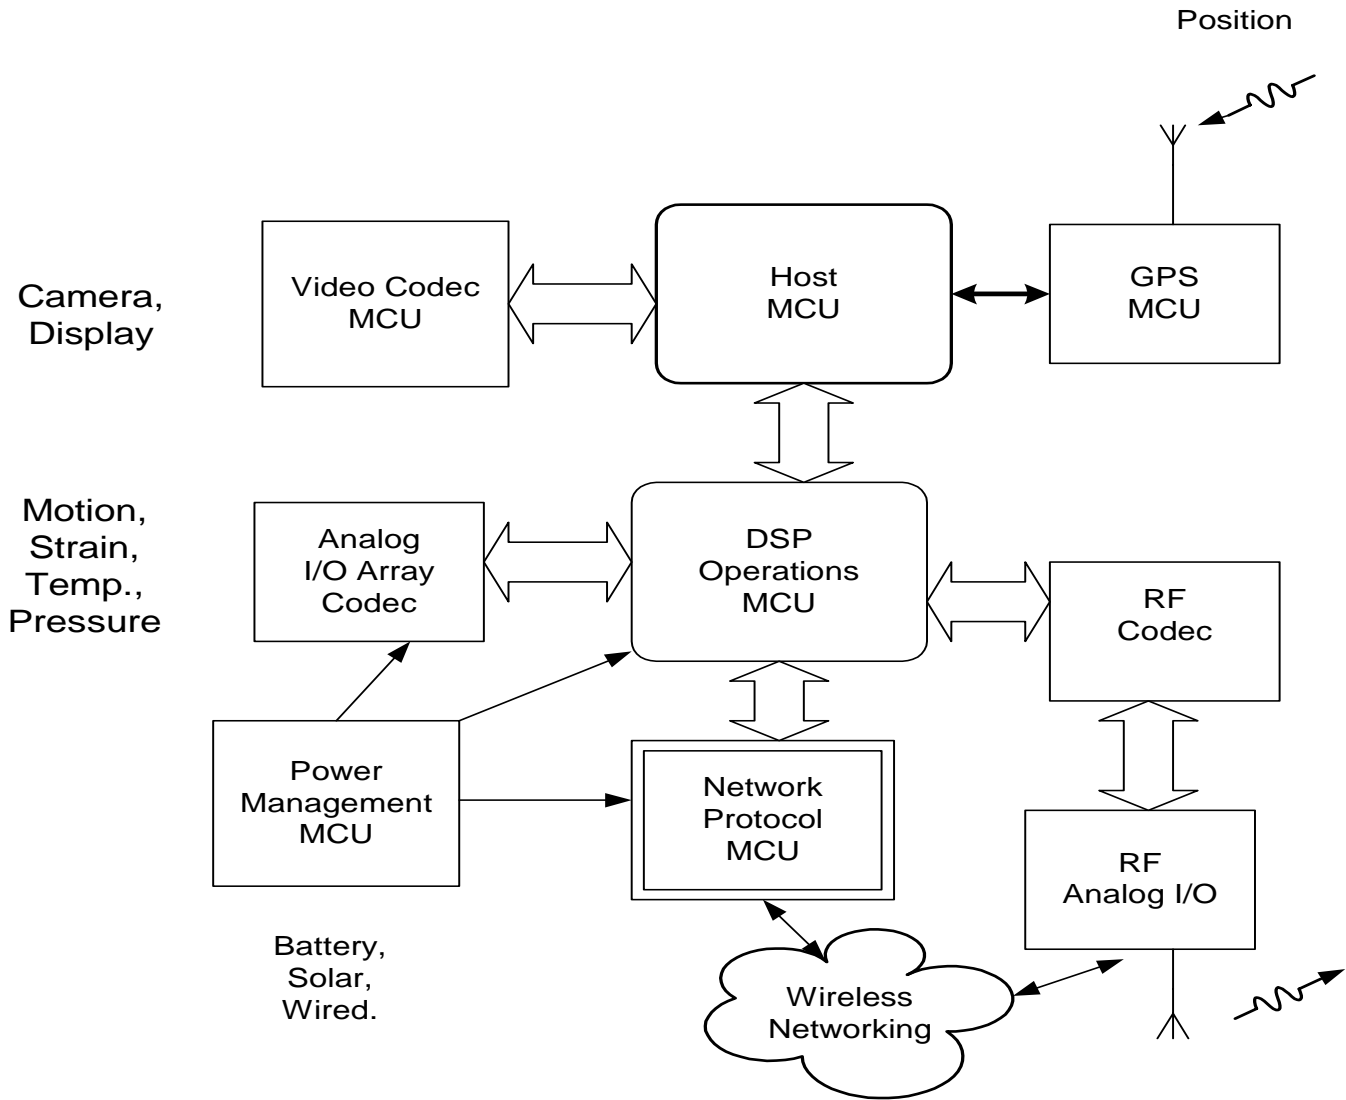 Position
Video Codec
MCU
Host
MCU
GPS
MCU
Camera,
Display
Motion,
Strain,
Temp.,
Pressure
Analog
I/O Array
Codec
DSP
Operations
MCU
RF
Codec
Power
Management
MCU
Network
Protocol
MCU
RF
Analog I/O
Battery,
Solar,
Wired.
Wireless
Networking